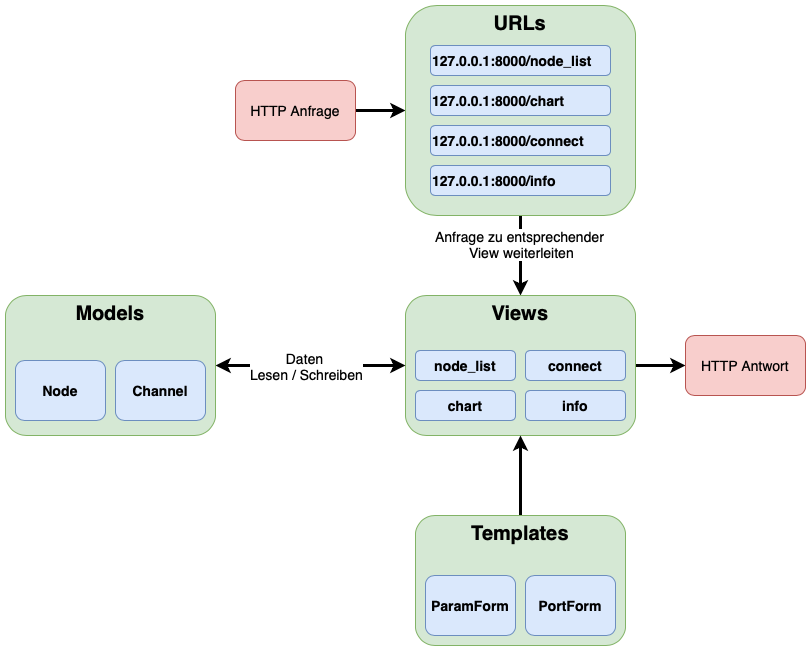 URLs
127.0.0.1:8000/node_list
127.0.0.1:8000/chart
127.0.0.1:8000/connect
127.0.0.1:8000/info
HTTP Anfrage
Anfrage zu entsprechender
View weiterleiten
Models
Node
Channel
Daten
Lesen / Schreiben
Views
node_list
connect
chart
info
HTTP Antwort
Templates
ParamForm
PortForm